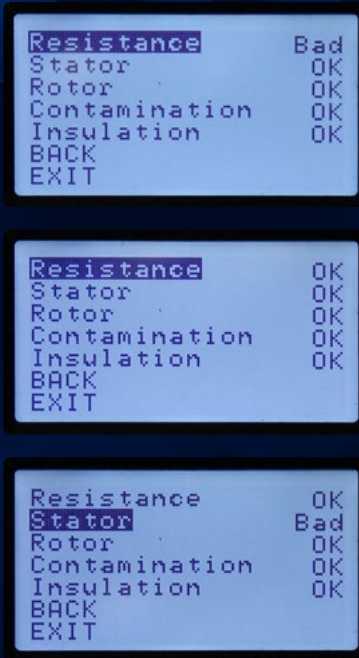 Resistance Bad
Stator OK
Rotor OK
Contamination OK
Insulation OK
BACK
EXIT
Resistance OK
Stator OK
Rotor OK
Contamination OK
Insulation OK
BACK
EXIT
Resistance OK
Stator Bad
Rotor OK
Contamination OK
Insulation OK
BACK
EXIT